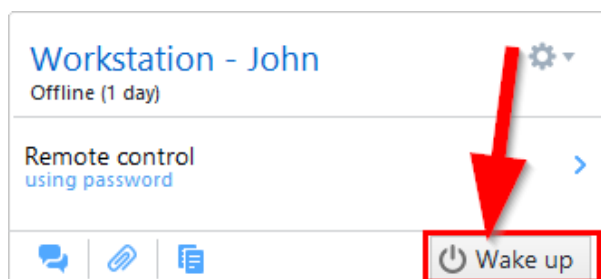 Workstation - John
Offline (1 day)
Remote control
using password
Wake up